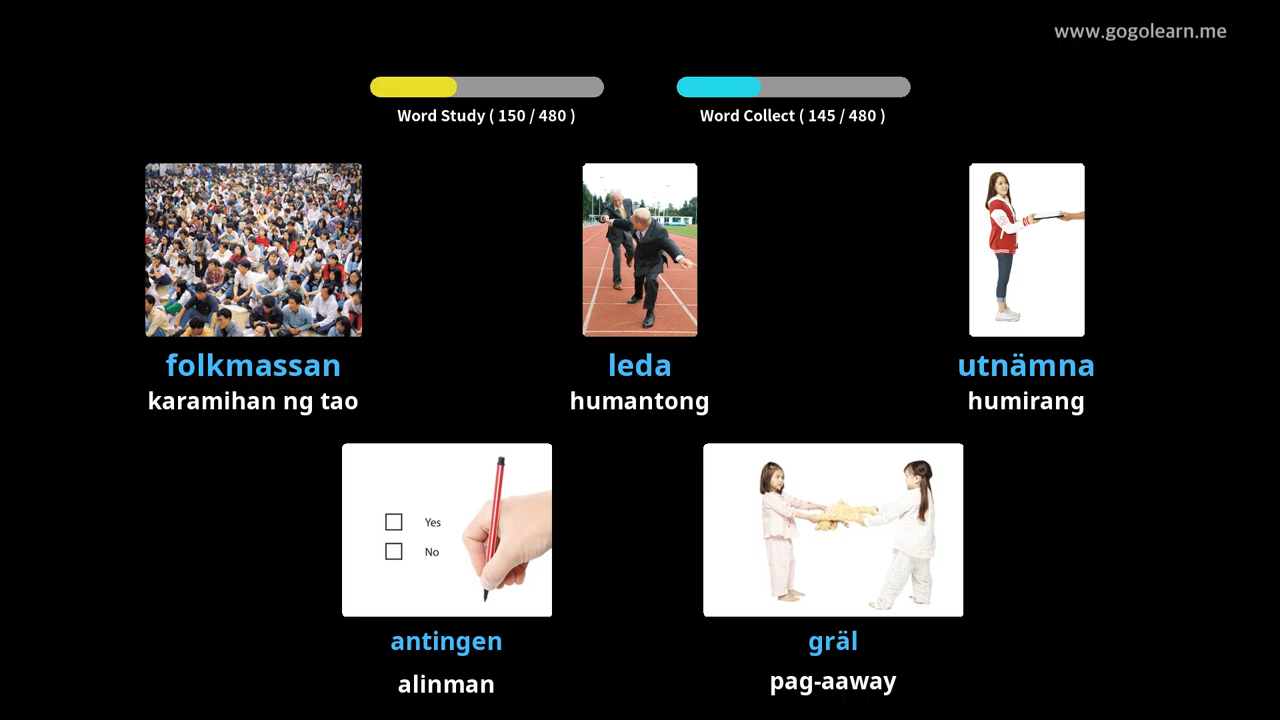 www.gogolearn.me
Word Study ( 150 / 480 )
Word Collect ( 145 / 480 )
folkmassan
karamihan ng tao
leda
humantong
utnämna
humirang
Yes
No
antingen
alinman
gräl
pag-aaway